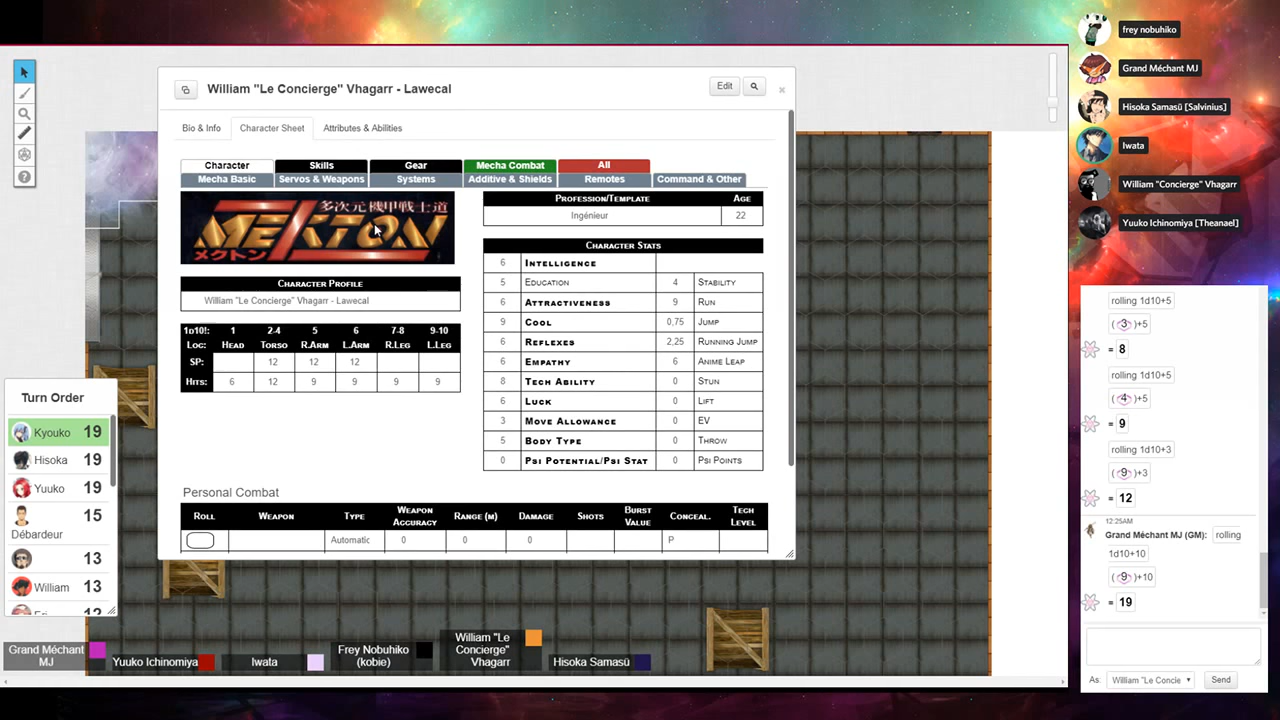 William "Le Concierge" Vhagarr - Lawecal
Edit
Bio & Info
Character Sheet
Attributes & Abilities
Character
Skills
Gear
Mecha Combat
All
Mecha Basic
Servos & Weapons
Systems
Additive & Shields
Remotes
Command & Other
多次元機甲戦士道
MEKTON
メクトン
Profession/Template
Age
Ingénieur
22
Character Stats
6 Intelligence
5 Education 4 Stability
6 Attractiveness 9 Run
9 Cool 0,75 Jump
6 Reflexes 2,25 Running Jump
6 Empathy 6 Anime Leap
8 Tech Ability 0 Stun
6 Luck 0 Lift
3 Move Allowance 0 EV
5 Body Type 0 Throw
0 Psi Potential/Psi Stat 0 Psi Points
Character Profile
William "Le Concierge" Vhagarr - Lawecal
1d10!: 1 2-4 5 6 7-8 9-10
Loc: Head Torso R.Arm L.Arm R.Leg L.Leg
SP: 12 12 12
Hits: 6 12 9 9 9 9
Personal Combat
Roll Weapon Type Weapon Accuracy Range (m) Damage Shots Burst Value Conceal. Tech Level
Automatic 0 0 0 P
Turn Order
Kyouko 19
Hisoka 19
Yuuko 19
15
Débardeur
13
William 13
Grand Méchant
MJ
Yuuko Ichinomiya
Iwata
Frey Nobuhiko
(kobie)
William "Le
Concierge"
Vhagarr
Hisoka Samasü
frey nobuhiko
Grand Méchant MJ
Hisoka Samasü [Salvinius]
Iwata
William "Concierge" Vhagarr
Yuuko Ichinomiya [Theanael]
rolling 1d10+5
(3)+5
= 8
rolling 1d10+5
(4)+5
= 9
rolling 1d10+3
(9)+3
= 12
12:25AM
Grand Méchant MJ (GM): rolling
1d10+10
(9)+10
= 19
As: William "Le Concie
Send